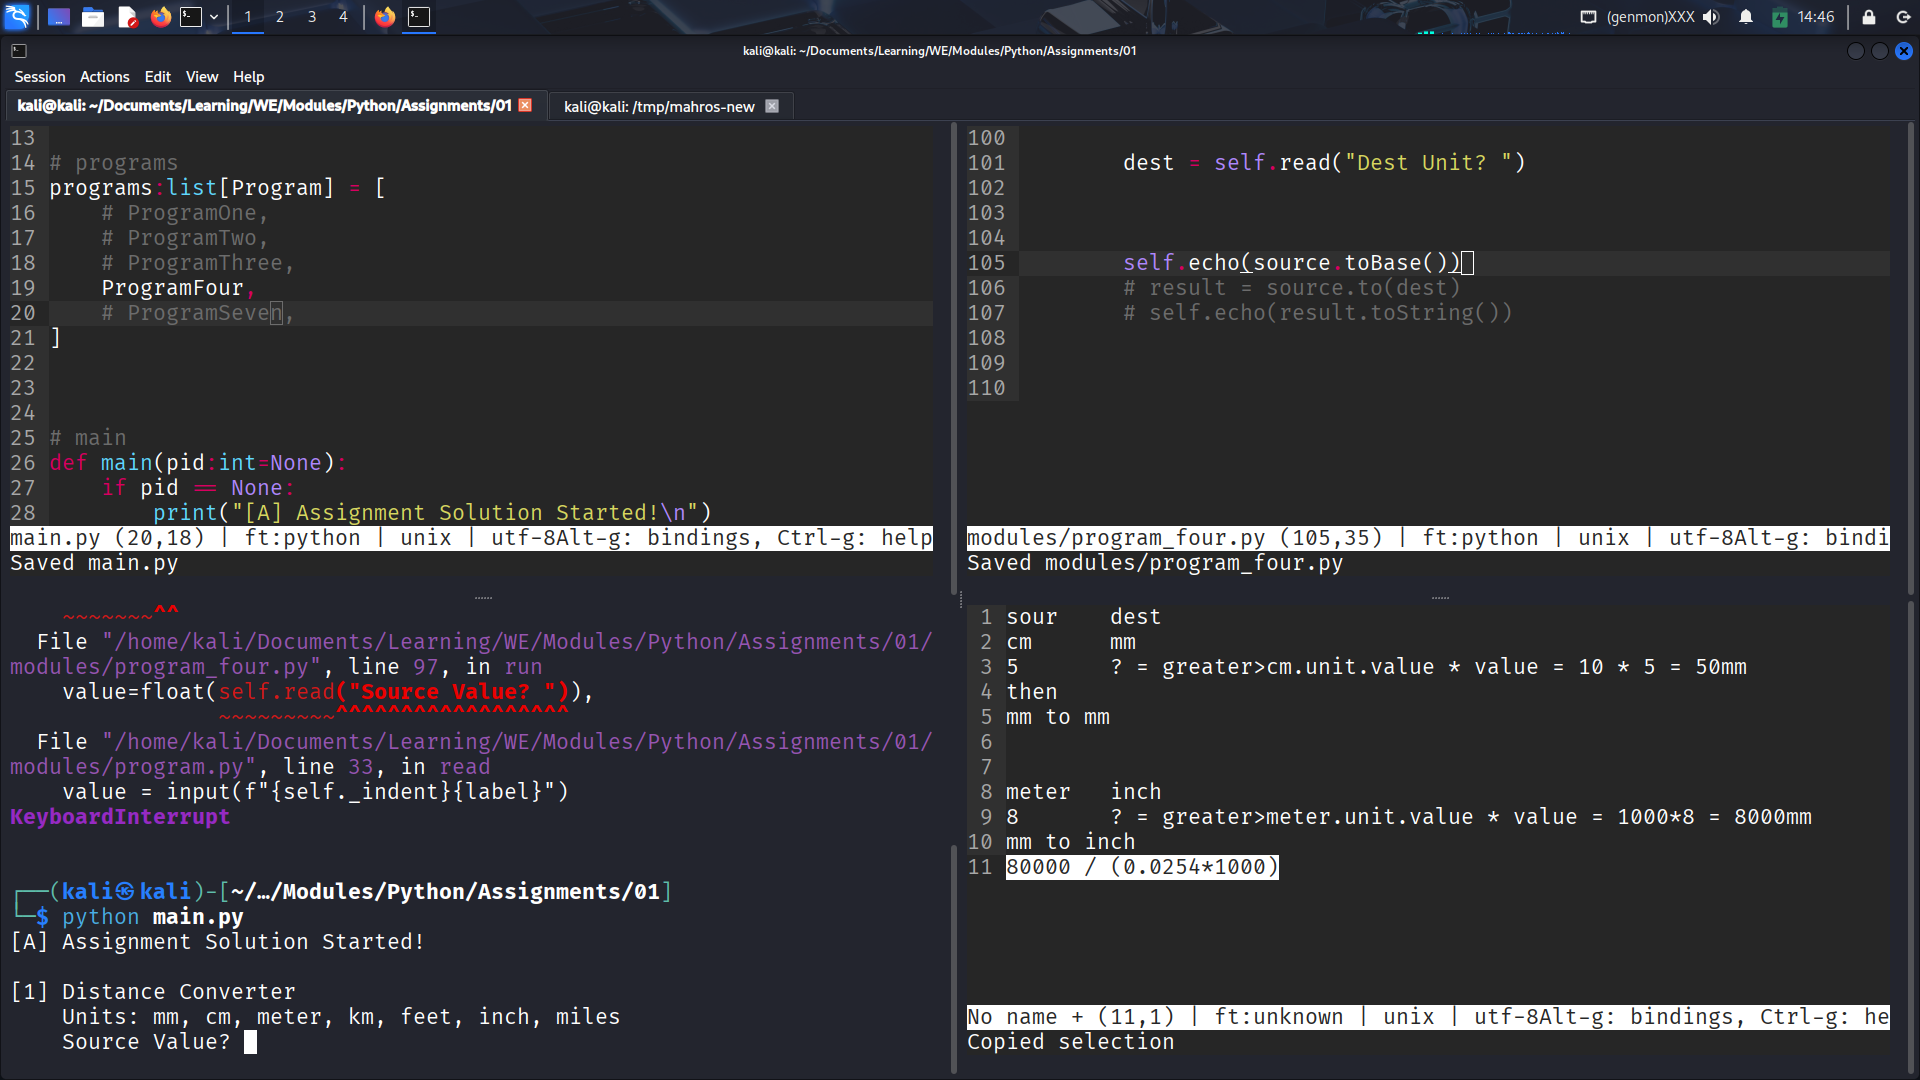 1 2 3 4 (genmon)XXX 14:46
kali@kali: ~/Documents/Learning/WE/Modules/Python/Assignments/01
Session Actions Edit View Help
kali@kali: ~/Documents/Learning/WE/Modules/Python/Assignments/01
kali@kali: /tmp/mahros-new
13
14 # programs
15 programs:list[Program] = [
16     # ProgramOne,
17     # ProgramTwo,
18     # ProgramThree,
19     ProgramFour,
20     # ProgramSeven,
21 ]
22
23
24
25 # main
26 def main(pid:int=None):
27     if pid == None:
28         print("[A] Assignment Solution Started!\n")
main.py (20,18) | ft:python | unix | utf-8Alt-g: bindings, Ctrl-g: help
Saved main.py
~~~~~~~^^
  File "/home/kali/Documents/Learning/WE/Modules/Python/Assignments/01/
modules/program_four.py", line 97, in run
    value=float(self.read("Source Value? ")),
                ~~~~~~~~~^^^^^^^^^^^^^^^^^^
  File "/home/kali/Documents/Learning/WE/Modules/Python/Assignments/01/
modules/program.py", line 33, in read
    value = input(f"{self._indent}{label}")
KeyboardInterrupt
┌──(kali㉿kali)-[~/…/Modules/Python/Assignments/01]
└─$ python main.py
[A] Assignment Solution Started!
[1] Distance Converter
    Units: mm, cm, meter, km, feet, inch, miles
    Source Value?
100
101         dest = self.read("Dest Unit? ")
102
103
104
105         self.echo(source.toBase())
106         # result = source.to(dest)
107         # self.echo(result.toString())
108
109
110
modules/program_four.py (105,35) | ft:python | unix | utf-8Alt-g: bindi
Saved modules/program_four.py
1 sour    dest
2 cm      mm
3 5       ? = greater>cm.unit.value * value = 10 * 5 = 50mm
4 then
5 mm to mm
6
7
8 meter   inch
9 8       ? = greater>meter.unit.value * value = 1000*8 = 8000mm
10 mm to inch
11 80000 / (0.0254*1000)
No name + (11,1) | ft:unknown | unix | utf-8Alt-g: bindings, Ctrl-g: he
Copied selection